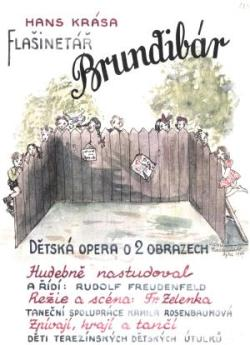 HANS KRÁSA
FLAŠINETÁŘ
Brundibár
DĚTSKÁ OPERA O 2 OBRAZECH
Hudebně nastudoval
A ŘÍDÍ: RUDOLF FREUDENFELD
Režie a scéna: Fr. Zelenka
TANEČNÍ SPOLUPRÁCE KAMILA ROSENBAUMOVÁ
Zpívají, hrají a tančí
DĚTI TEREZÍNSKÝCH DĚTSKÝCH ÚTULKŮ